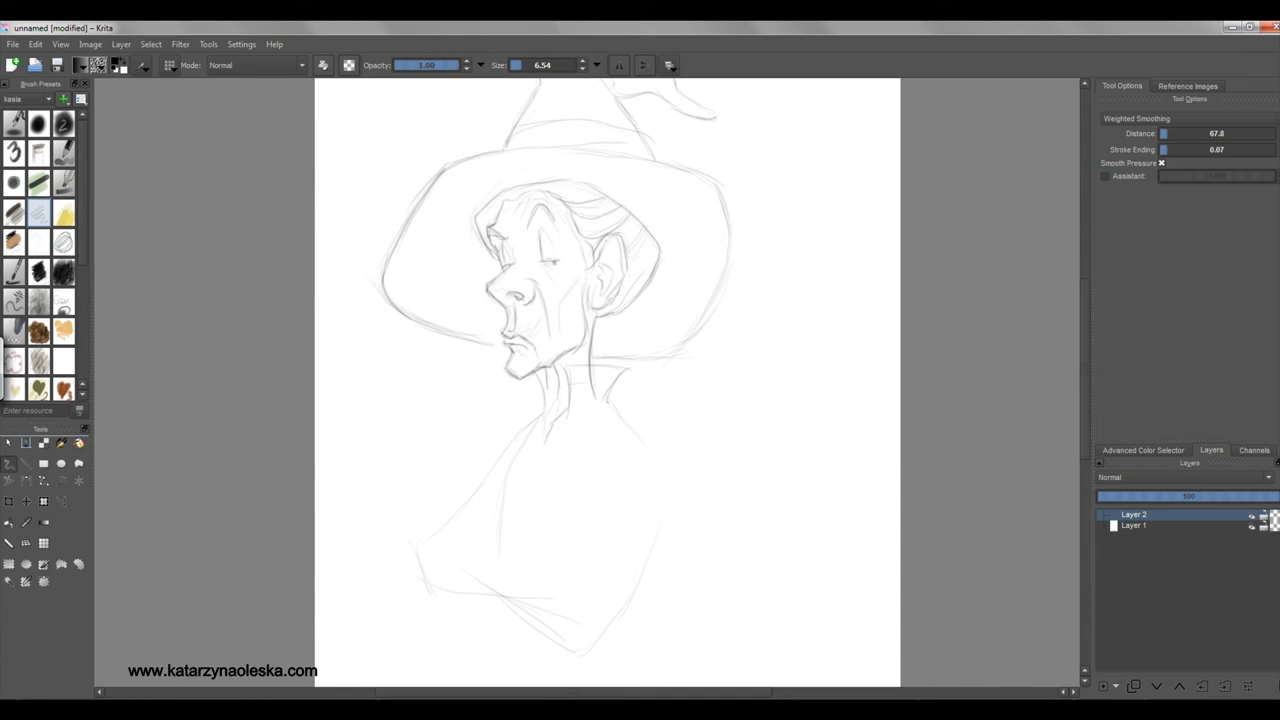 unnamed [modified] – Krita
File Edit View Image Layer Select Filter Tools Settings Help
Mode: Normal Opacity: 1.00 Size: 6.54
Brush Presets
kasia
Enter resource
Tools
Tool Options Reference Images
Tool Options
Weighted Smoothing
Distance: 67.8
Stroke Ending: 0.07
Smooth Pressure:
Assistant:
Advanced Color Selector Layers Channels
Layers
Normal
100
Layer 2
Layer 1
www.katarzynaoleska.com